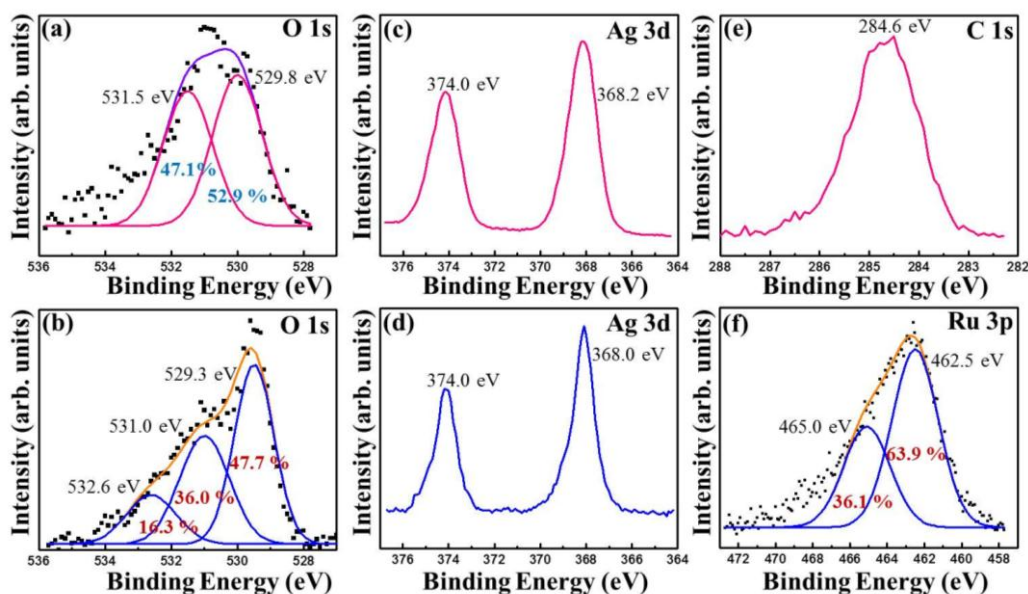 (a)
O 1s
531.5 eV
529.8 eV
47.1%
52.9 %
Intensity (arb. units)
536 534 532 530 528
Binding Energy (eV)
(c)
Ag 3d
374.0 eV
368.2 eV
Intensity (arb. units)
376 374 372 370 368 366 364
Binding Energy (eV)
(e)
284.6 eV
C 1s
Intensity (arb. units)
288 287 286 285 284 283 282
Binding Energy (eV)
(b)
O 1s
529.3 eV
531.0 eV
532.6 eV
47.7 %
36.0 %
16.3 %
Intensity (arb. units)
536 534 532 530 528
Binding Energy (eV)
(d)
Ag 3d
368.0 eV
374.0 eV
Intensity (arb. units)
376 374 372 370 368 366 364
Binding Energy (eV)
(f)
Ru 3p
462.5 eV
465.0 eV
63.9 %
36.1 %
Intensity (arb. units)
472 470 468 466 464 462 460 458
Binding Energy (eV)